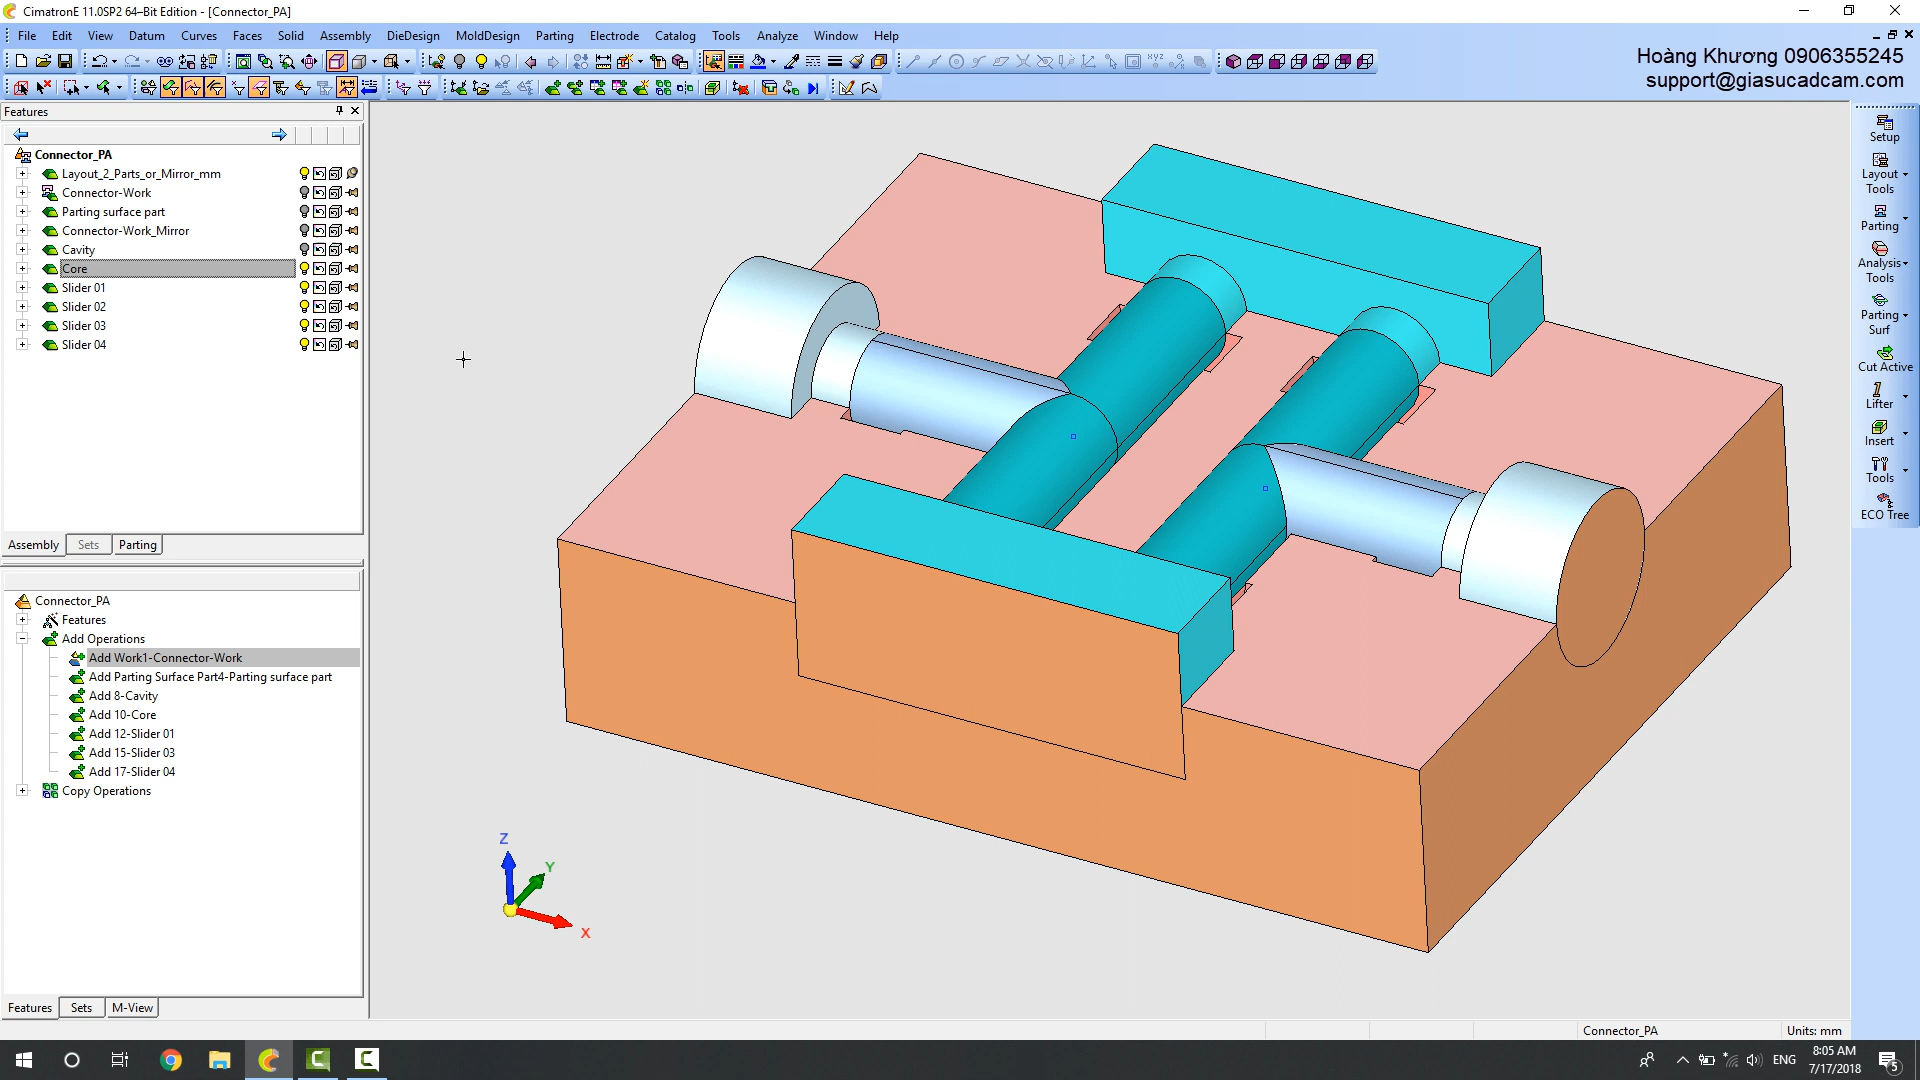 CimatronE 11.0SP2 64–Bit Edition - [Connector_PA]
File Edit View Datum Curves Faces Solid Assembly DieDesign MoldDesign Parting Electrode Catalog Tools Analyze Window Help
Hoàng Khương 0906355245
support@giasucadcam.com
Features
Connector_PA
Layout_2_Parts_or_Mirror_mm
Connector-Work
Parting surface part
Connector-Work_Mirror
Cavity
Core
Slider 01
Slider 02
Slider 03
Slider 04
Assembly Sets Parting
Connector_PA
Features
Add Operations
Add Work1-Connector-Work
Add Parting Surface Part4-Parting surface part
Add 8-Cavity
Add 10-Core
Add 12-Slider 01
Add 15-Slider 03
Add 17-Slider 04
Copy Operations
Features Sets M-View
Z
Y
X
Setup
Layout
Tools
Parting
Analysis
Tools
Parting
Surf
Cut Active
Lifter
Insert
Tools
ECO Tree
Connector_PA
Units: mm
ENG
8:05 AM
7/17/2018
5